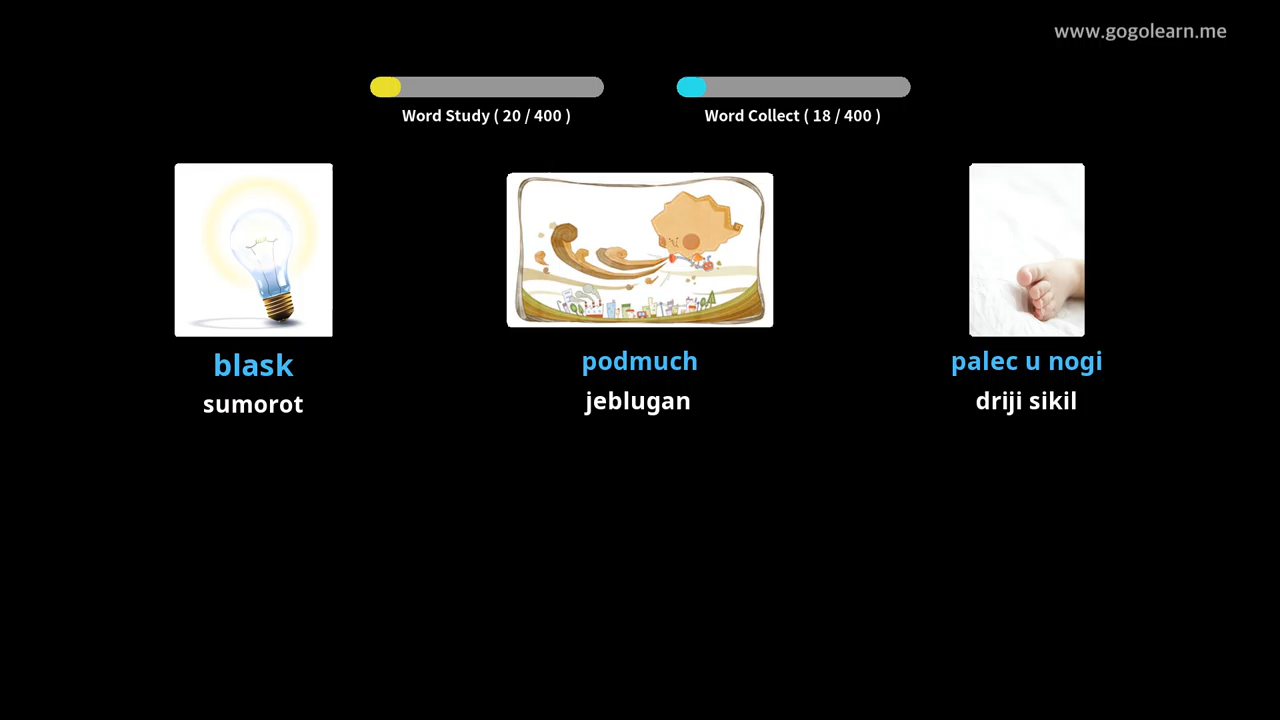 www.gogolearn.me
Word Study ( 20 / 400 )
Word Collect ( 18 / 400 )
blask
sumorot
podmuch
jeblugan
palec u nogi
driji sikil